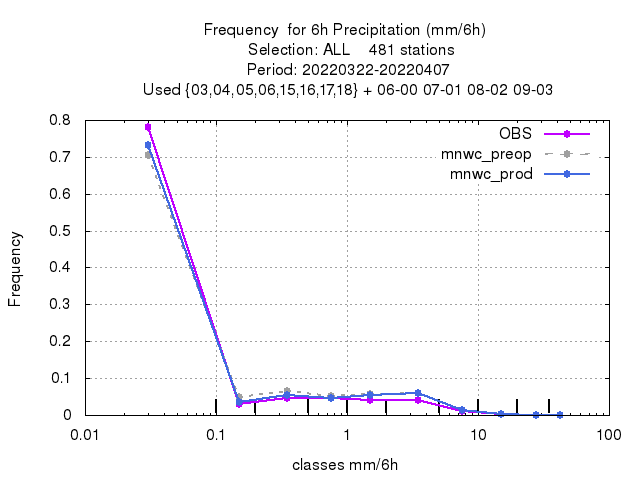 Frequency  for 6h Precipitation (mm/6h)
Selection: ALL    481 stations
Period: 20220322-20220407
Used {03,04,05,06,15,16,17,18} + 06-00 07-01 08-02 09-03
OBS
mnwc_preop
mnwc_prod
Frequency
0.8
0.7
0.6
0.5
0.4
0.3
0.2
0.1
0
0.01 0.1 1 10 100
classes mm/6h